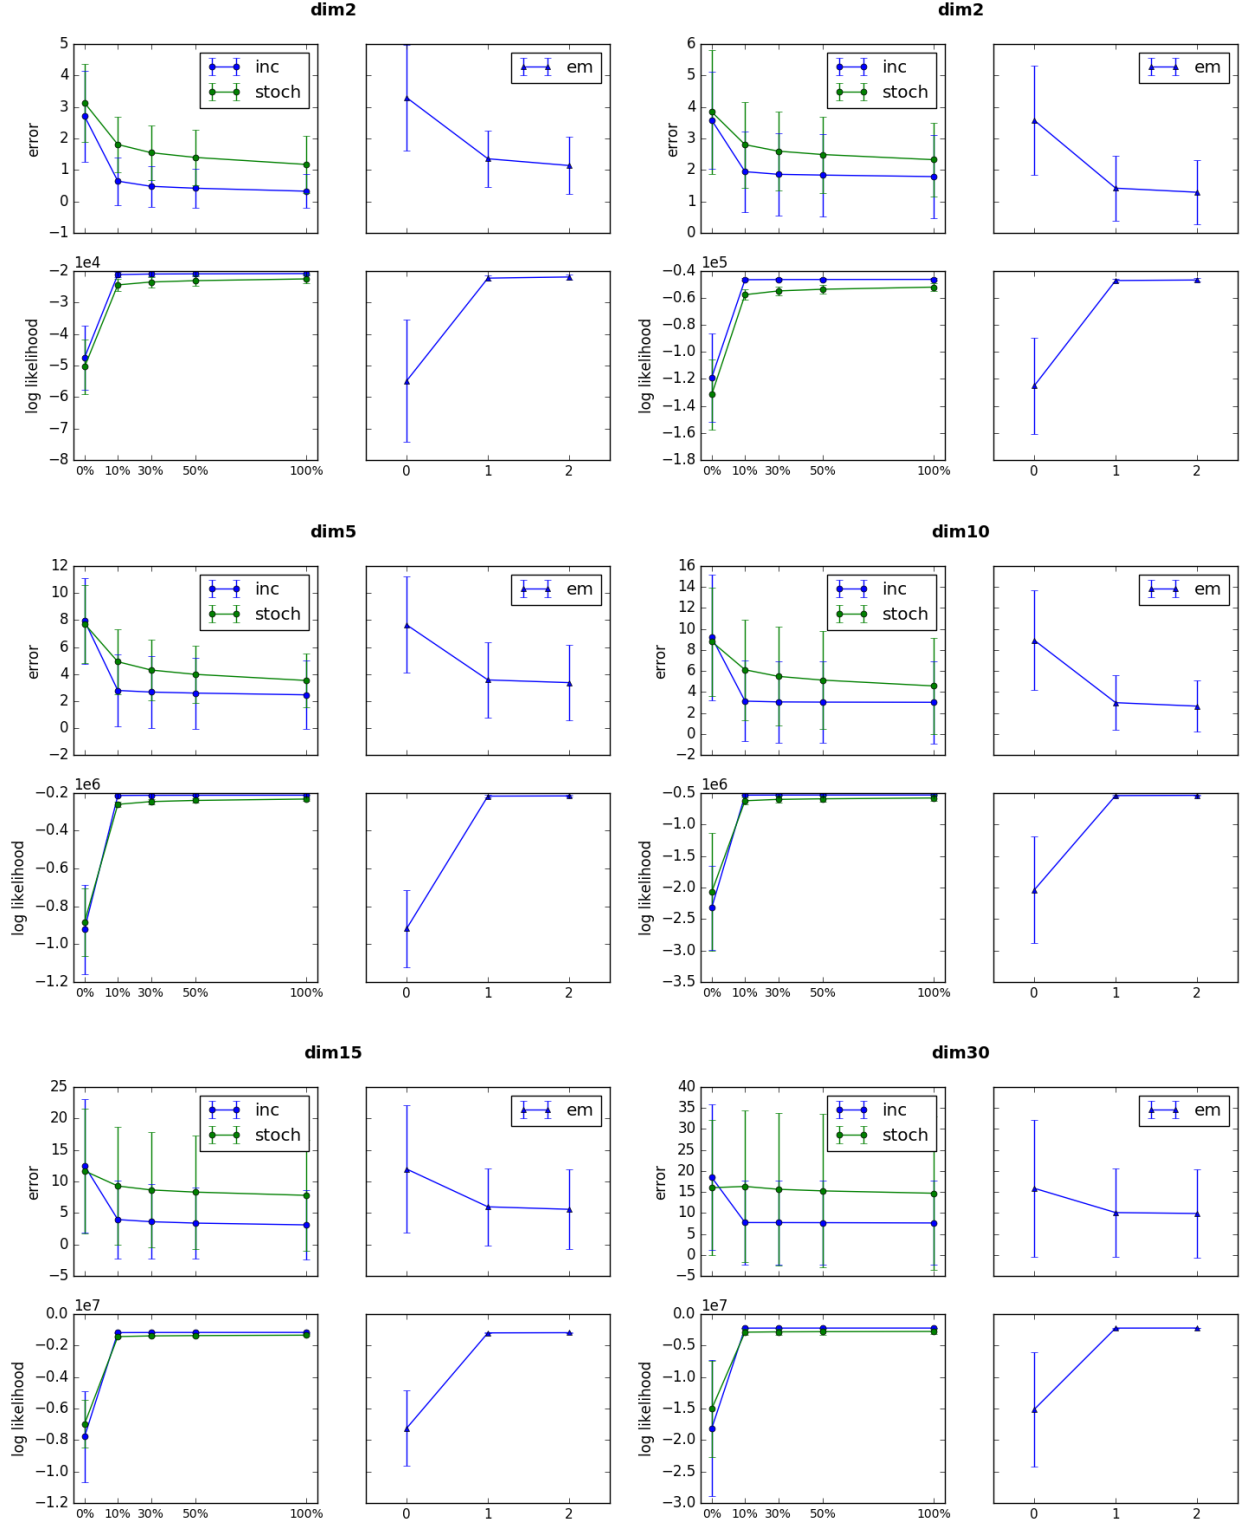 dim2
dim2
5
4
3
2
1
0
−1
error
inc
stoch
em
6
5
4
3
2
1
0
error
inc
stoch
em
1e4
−2
−3
−4
−5
−6
−7
−8
log likelihood
0% 10% 30% 50% 100%
0 1 2
1e5
−0.4
−0.6
−0.8
−1.0
−1.2
−1.4
−1.6
−1.8
log likelihood
0% 10% 30% 50% 100%
0 1 2
dim5
dim10
12
10
8
6
4
2
0
−2
error
inc
stoch
em
16
14
12
10
8
6
4
2
0
−2
error
inc
stoch
em
1e6
−0.2
−0.4
−0.6
−0.8
−1.0
−1.2
log likelihood
0% 10% 30% 50% 100%
0 1 2
1e6
−0.5
−1.0
−1.5
−2.0
−2.5
−3.0
−3.5
log likelihood
0% 10% 30% 50% 100%
0 1 2
dim15
dim30
25
20
15
10
5
0
−5
error
inc
stoch
em
40
35
30
25
20
15
10
5
0
−5
error
inc
stoch
em
1e7
0.0
−0.2
−0.4
−0.6
−0.8
−1.0
−1.2
log likelihood
0% 10% 30% 50% 100%
0 1 2
1e7
0.0
−0.5
−1.0
−1.5
−2.0
−2.5
−3.0
log likelihood
0% 10% 30% 50% 100%
0 1 2